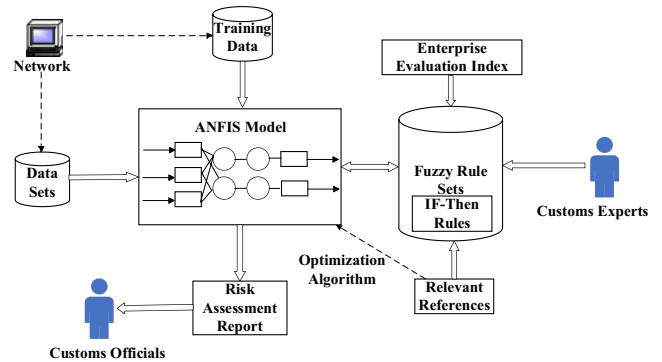 Training
Data
Network
Enterprise
Evaluation Index
ANFIS Model
Data
Sets
Fuzzy Rule
Sets
IF-Then
Rules
Customs Experts
Optimization
Algorithm
Risk
Assessment
Report
Relevant
References
Customs Officials